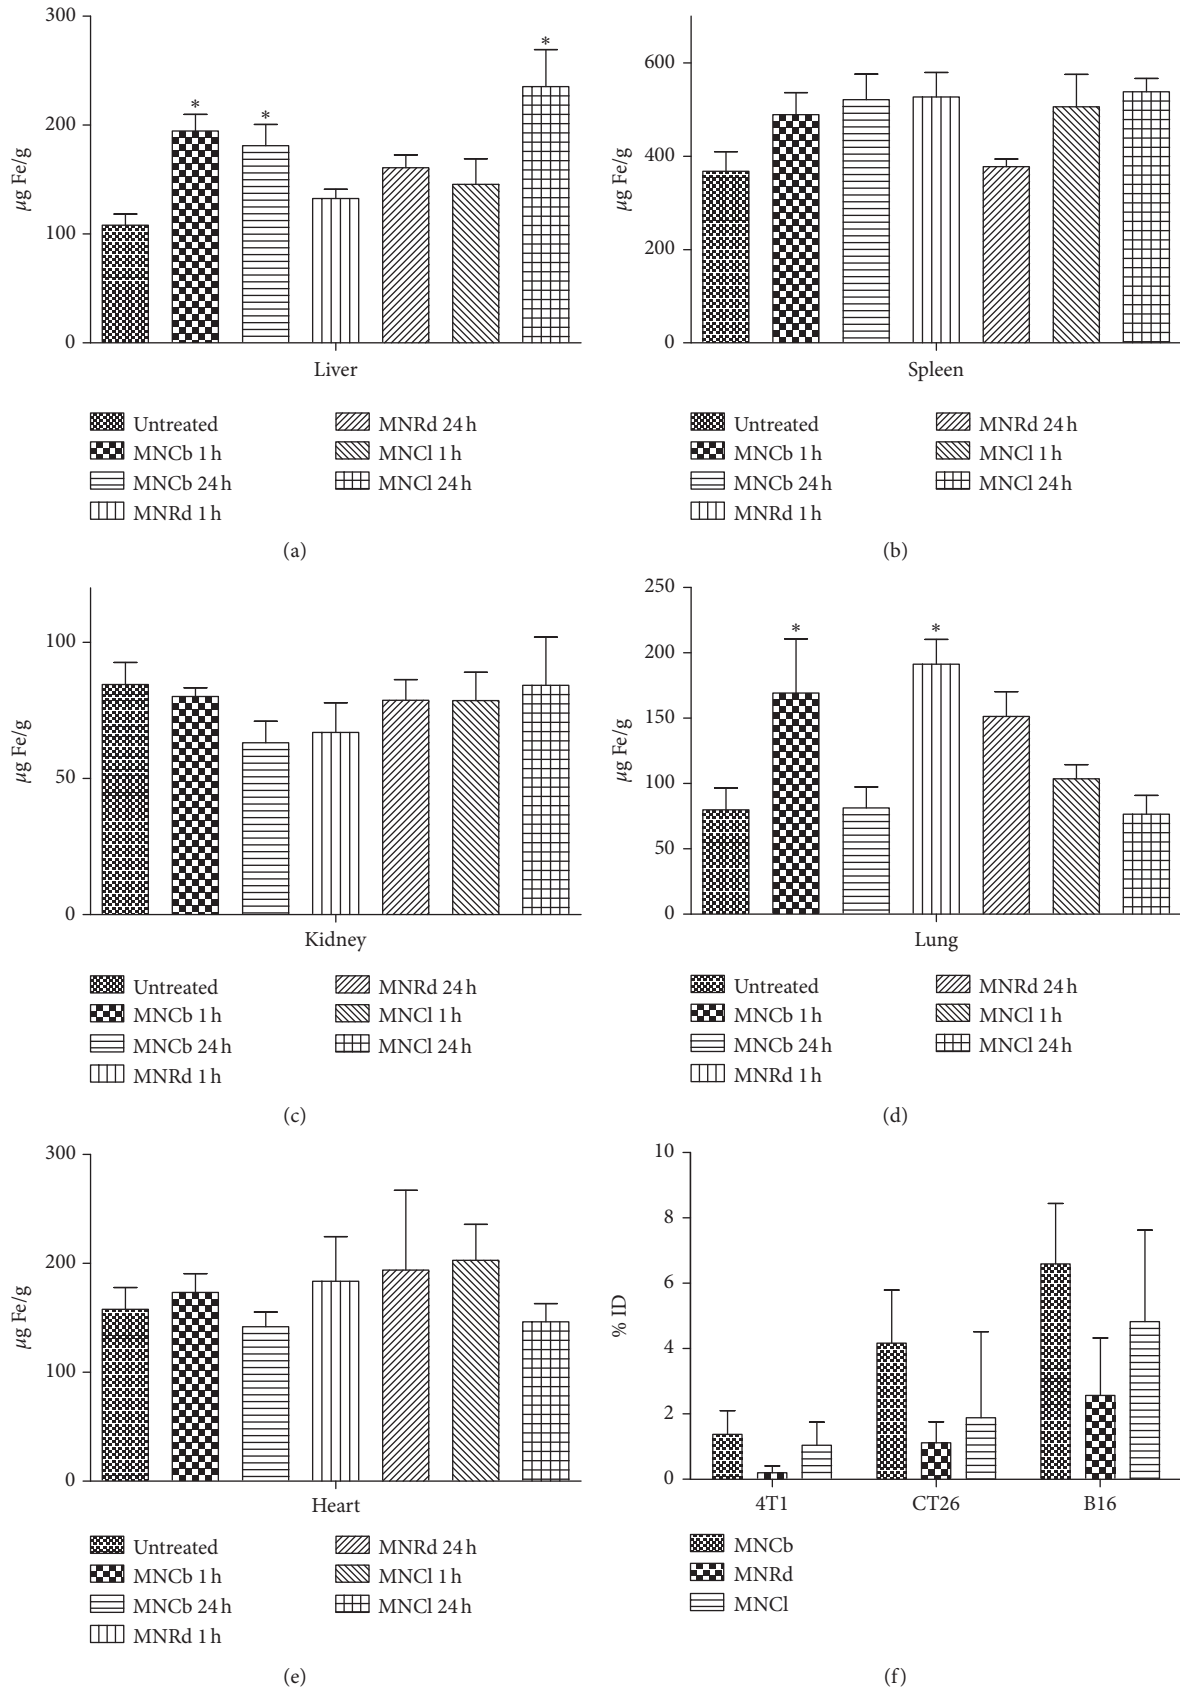 300
200
100
0
µg Fe/g
*
*
*
Liver
Untreated
MNCb 1 h
MNCb 24 h
MNRd 1 h
MNRd 24 h
MNCl 1 h
MNCl 24 h
(a)
600
400
200
0
µg Fe/g
Spleen
Untreated
MNCb 1 h
MNCb 24 h
MNRd 1 h
MNRd 24 h
MNCl 1 h
MNCl 24 h
(b)
100
50
0
µg Fe/g
Kidney
Untreated
MNCb 1 h
MNCb 24 h
MNRd 1 h
MNRd 24 h
MNCl 1 h
MNCl 24 h
(c)
250
200
150
100
50
0
µg Fe/g
*
*
Lung
Untreated
MNCb 1 h
MNCb 24 h
MNRd 1 h
MNRd 24 h
MNCl 1 h
MNCl 24 h
(d)
300
200
100
0
µg Fe/g
Heart
Untreated
MNCb 1 h
MNCb 24 h
MNRd 1 h
MNRd 24 h
MNCl 1 h
MNCl 24 h
(e)
10
8
6
4
2
0
% ID
4T1
CT26
B16
MNCb
MNRd
MNCl
(f)